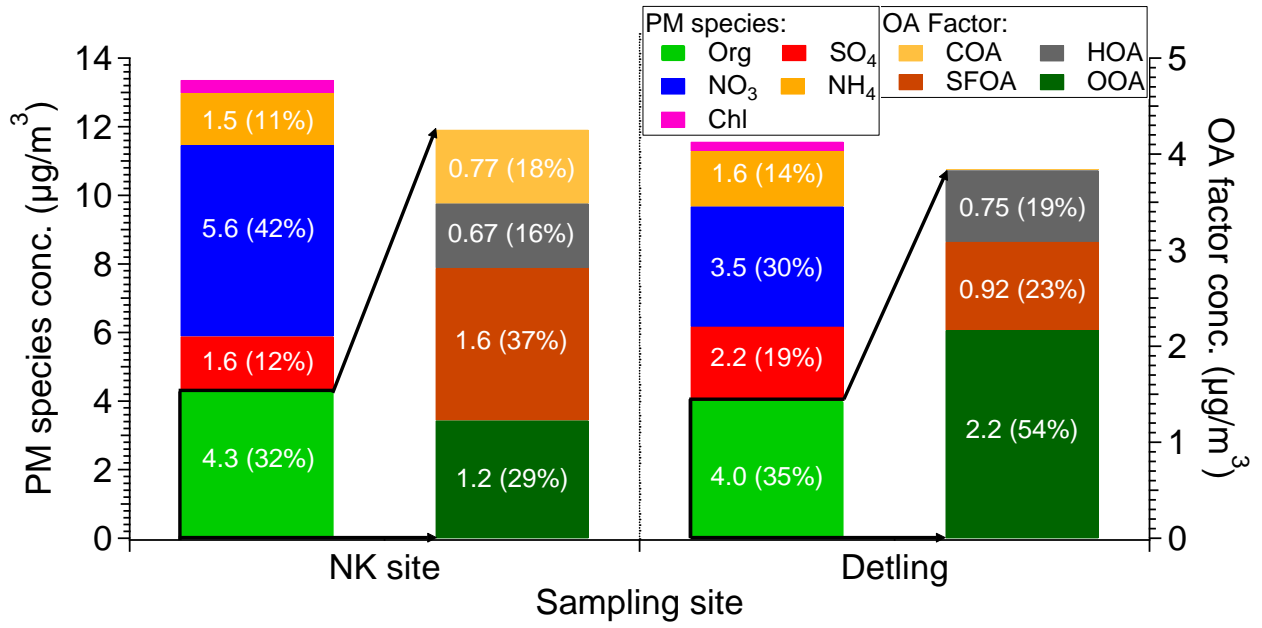 PM species:
Org
SO4
NO3
NH4
Chl
OA Factor:
COA
HOA
SFOA
OOA
PM species conc. (µg/m3)
14
12
10
8
6
4
2
0
1.5 (11%)
5.6 (42%)
1.6 (12%)
4.3 (32%)
0.77 (18%)
0.67 (16%)
1.6 (37%)
1.2 (29%)
1.6 (14%)
3.5 (30%)
2.2 (19%)
4.0 (35%)
0.75 (19%)
0.92 (23%)
2.2 (54%)
5
4
3
2
1
0
OA factor conc. (µg/m3)
NK site
Detling
Sampling site